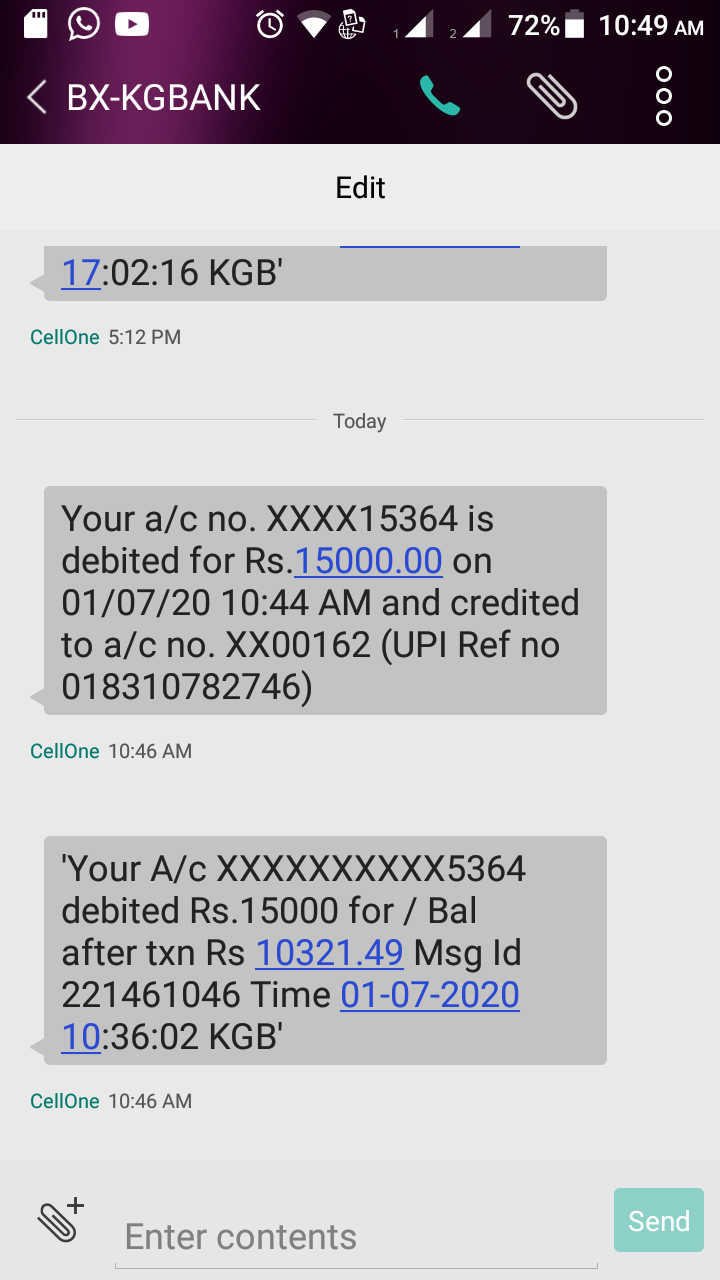 1 2 72% 10:49 AM
BX-KGBANK
Edit
17:02:16 KGB'
CellOne 5:12 PM
Today
Your a/c no. XXXX15364 is
debited for Rs.15000.00 on
01/07/20 10:44 AM and credited
to a/c no. XX00162 (UPI Ref no
018310782746)
CellOne 10:46 AM
'Your A/c XXXXXXXXXX5364
debited Rs.15000 for / Bal
after txn Rs 10321.49 Msg Id
221461046 Time 01-07-2020
10:36:02 KGB'
CellOne 10:46 AM
Enter contents
Send